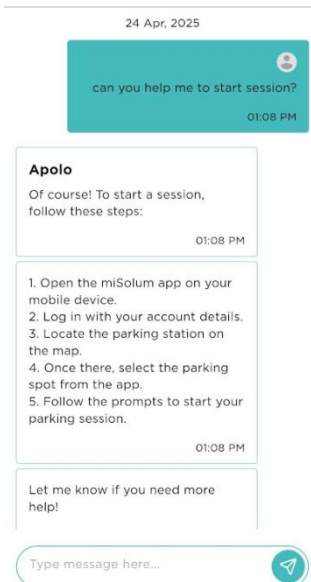 24 Apr, 2025
can you help me to start session?
01:08 PM
Apolo
Of course! To start a session,
follow these steps:
01:08 PM
1. Open the miSolum app on your
mobile device.
2. Log in with your account details.
3. Locate the parking station on
the map.
4. Once there, select the parking
spot from the app.
5. Follow the prompts to start your
parking session.
01:08 PM
Let me know if you need more
help!
Type message here...